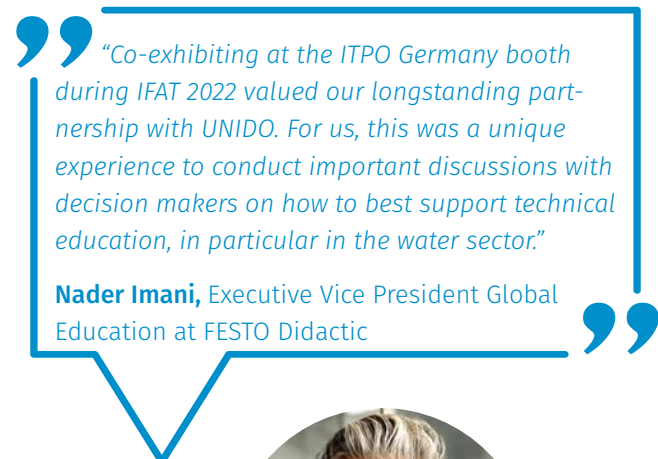 “Co-exhibiting at the ITPO Germany booth
during IFAT 2022 valued our longstanding part-
nership with UNIDO. For us, this was a unique
experience to conduct important discussions with
decision makers on how to best support technical
education, in particular in the water sector.”
Nader Imani, Executive Vice President Global
Education at FESTO Didactic